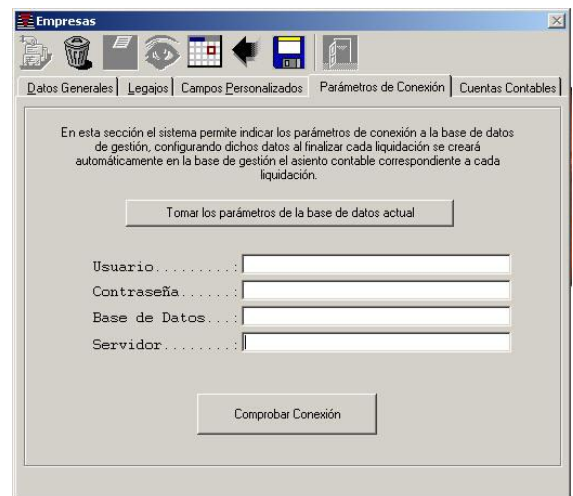 Empresas
Datos Generales Legajos Campos Personalizados Parámetros de Conexión Cuentas Contables
En esta sección el sistema permite indicar los parámetros de conexión a la base de datos
de gestión, configurando dichos datos al finalizar cada liquidación se creará
automáticamente en la base de gestión el asiento contable correspondiente a cada
liquidación.
Tomar los parámetros de la base de datos actual
Usuario.........:
Contraseña......:
Base de Datos...:
Servidor........:
Comprobar Conexión